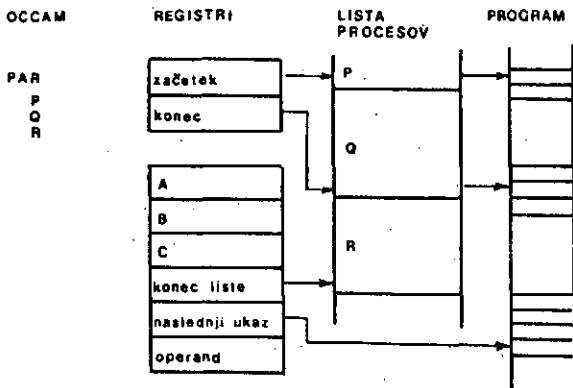 OCCAM
REGISTRI
LISTA PROCESOV
PROGRAM
PAR
P
Q
R
začetek
konec
A
B
C
konec liste
naslednji ukaz
operand
P
Q
R